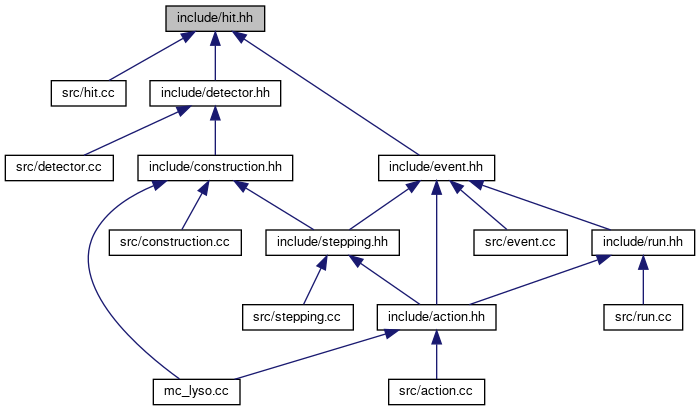 include/hit.hh
src/hit.cc
include/detector.hh
src/detector.cc
include/construction.hh
include/event.hh
src/construction.cc
include/stepping.hh
src/event.cc
include/run.hh
src/stepping.cc
include/action.hh
src/run.cc
mc_lyso.cc
src/action.cc